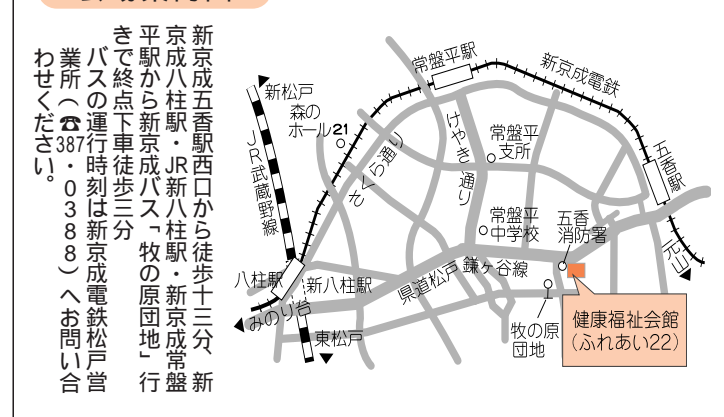 新京成五香駅西口から徒歩十三分、新
京成八柱駅・JR新八柱駅・新京成常盤
平駅から新京成バス「牧の原団地」行
きで終点下車徒歩三分
バスの運行時刻は新京成電鉄松戸営
業所(☎387・0388)へお問い合
わせください。
常盤平駅
新京成電鉄
新松戸
森の
ホール21
さくら通り
けやき通り
常盤平
支所
五香駅
JR武蔵野線
常盤平
中学校
五香
消防署
元山
八柱駅
新八柱駅
県道松戸鎌ヶ谷線
みのり台
東松戸
牧の原
団地
健康福祉会館
(ふれあい22)